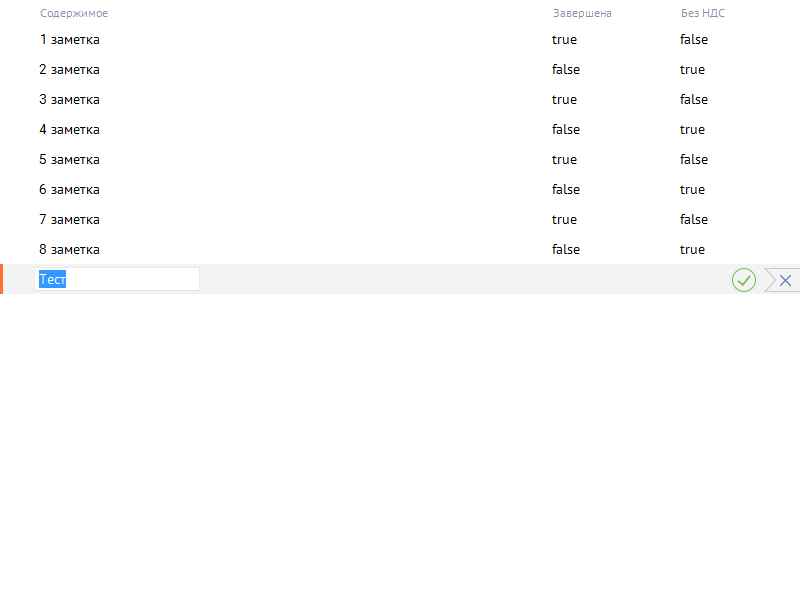 Содержимое Завершена Без НДС
1 заметка true false
2 заметка false true
3 заметка true false
4 заметка false true
5 заметка true false
6 заметка false true
7 заметка true false
8 заметка false true
Тест